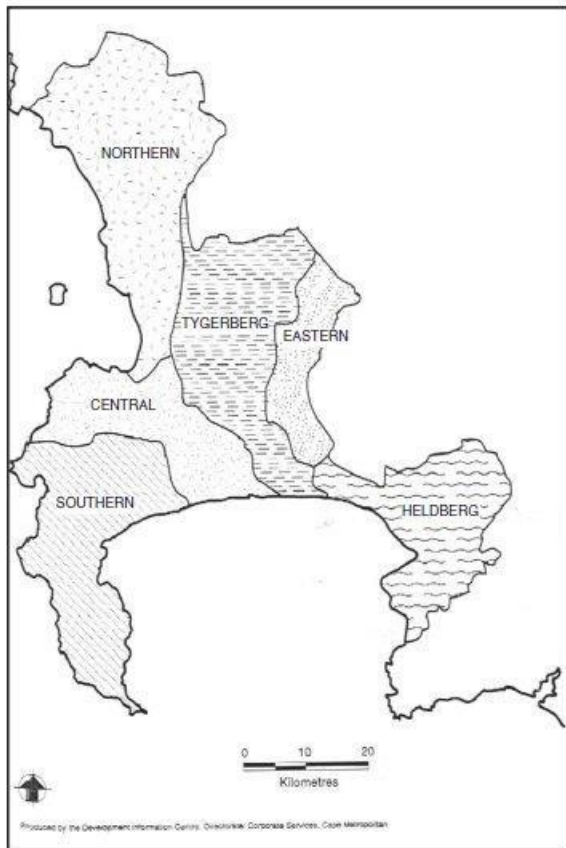 NORTHERN
TYGERBERG
EASTERN
CENTRAL
SOUTHERN
HELDBERG
0 10 20
Kilometres
Produced by the Development Information Centre, Directorate: Corporate Services, Cape Metropolitan